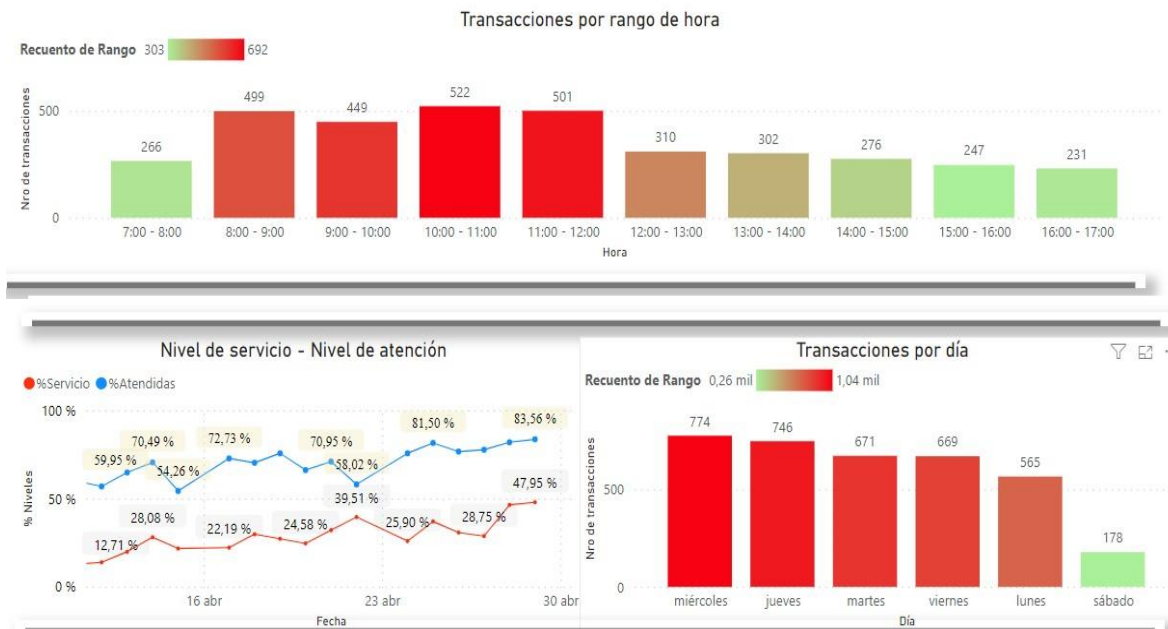 Transacciones por rango de hora
Recuento de Rango 303 692
Nro de transacciones
500
0
266 499 449 522 501 310 302 276 247 231
7:00 - 8:00 8:00 - 9:00 9:00 - 10:00 10:00 - 11:00 11:00 - 12:00 12:00 - 13:00 13:00 - 14:00 14:00 - 15:00 15:00 - 16:00 16:00 - 17:00
Hora
Nivel de servicio - Nivel de atención
%Servicio %Atendidas
% Niveles
100 %
50 %
0 %
59,95 % 70,49 % 54,26 % 72,73 % 70,95 % 58,02 % 81,50 % 83,56 %
12,71 % 28,08 % 22,19 % 24,58 % 39,51 % 25,90 % 28,75 % 47,95 %
16 abr 23 abr 30 abr
Fecha
Transacciones por día
Recuento de Rango 0,26 mil 1,04 mil
Nro de transacciones
500
0
774 746 671 669 565 178
miércoles jueves martes viernes lunes sábado
Día